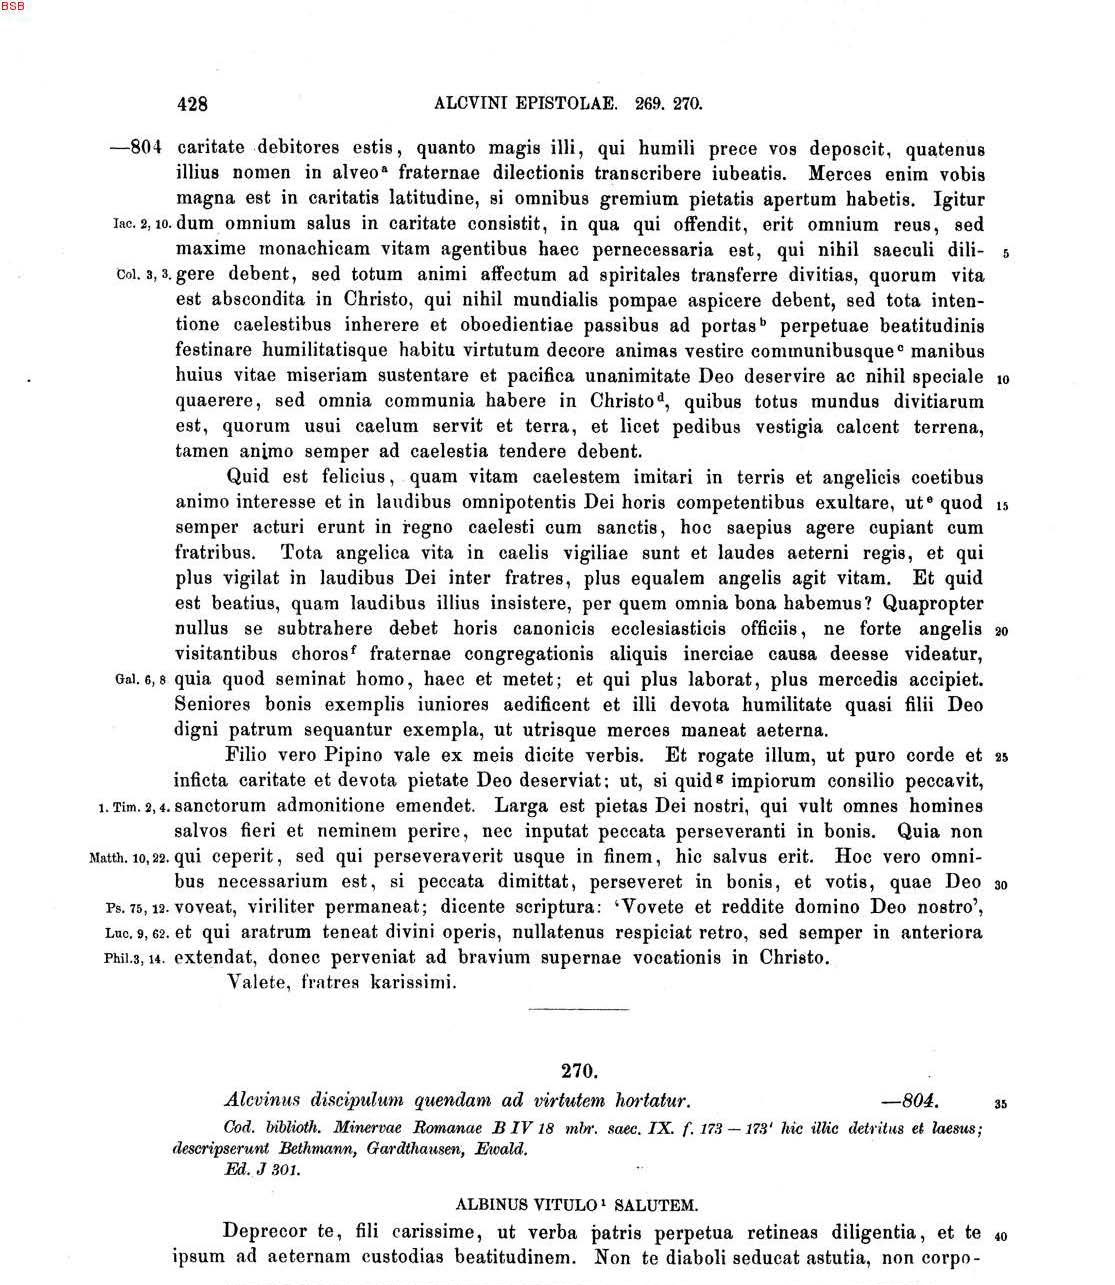 BSB
428 ALCVINI EPISTOLAE. 269. 270.
—804 caritate debitores estis, quanto magis illi, qui humili prece vos deposcit, quatenus
illius nomen in alveoᵃ fraternae dilectionis transcribere iubeatis. Merces enim vobis
magna est in caritatis latitudine, si omnibus gremium pietatis apertum habetis. Igitur
Iac. 2, 10. dum omnium salus in caritate consistit, in qua qui offendit, erit omnium reus, sed
maxime monachicam vitam agentibus haec pernecessaria est, qui nihil saeculi dili- 5
Col. 3, 3. gere debent, sed totum animi affectum ad spiritales transferre divitias, quorum vita
est abscondita in Christo, qui nihil mundialis pompae aspicere debent, sed tota inten-
tione caelestibus inherere et oboedientiae passibus ad portasᵇ perpetuae beatitudinis
festinare humilitatisque habitu virtutum decore animas vestire communibusqueᶜ manibus
huius vitae miseriam sustentare et pacifica unanimitate Deo deservire ac nihil speciale 10
quaerere, sed omnia communia habere in Christoᵈ, quibus totus mundus divitiarum
est, quorum usui caelum servit et terra, et licet pedibus vestigia calcent terrena,
tamen animo semper ad caelestia tendere debent.
Quid est felicius, quam vitam caelestem imitari in terris et angelicis coetibus
animo interesse et in laudibus omnipotentis Dei horis competentibus exultare, utᵉ quod 15
semper acturi erunt in regno caelesti cum sanctis, hoc saepius agere cupiant cum
fratribus. Tota angelica vita in caelis vigiliae sunt et laudes aeterni regis, et qui
plus vigilat in laudibus Dei inter fratres, plus equalem angelis agit vitam. Et quid
est beatius, quam laudibus illius insistere, per quem omnia bona habemus? Quapropter
nullus se subtrahere debet horis canonicis ecclesiasticis officiis, ne forte angelis 20
visitantibus chorosᶠ fraternae congregationis aliquis inerciae causa deesse videatur,
Gal. 6, 8 quia quod seminat homo, haec et metet; et qui plus laborat, plus mercedis accipiet.
Seniores bonis exemplis iuniores aedificent et illi devota humilitate quasi filii Deo
digni patrum sequantur exempla, ut utrisque merces maneat aeterna.
Filio vero Pipino vale ex meis dicite verbis. Et rogate illum, ut puro corde et 25
inficta caritate et devota pietate Deo deserviat; ut, si quidᵍ impiorum consilio peccavit,
1. Tim. 2, 4. sanctorum admonitione emendet. Larga est pietas Dei nostri, qui vult omnes homines
salvos fieri et neminem perire, nec inputat peccata perseveranti in bonis. Quia non
Matth. 10, 22. qui ceperit, sed qui perseveraverit usque in finem, hic salvus erit. Hoc vero omni-
bus necessarium est, si peccata dimittat, perseveret in bonis, et votis, quae Deo 30
Ps. 75, 12. voveat, viriliter permaneat; dicente scriptura: ‘Vovete et reddite domino Deo nostro’,
Luc. 9, 62. et qui aratrum teneat divini operis, nullatenus respiciat retro, sed semper in anteriora
Phil. 3, 14. extendat, donec perveniat ad bravium supernae vocationis in Christo.
Valete, fratres karissimi.
270.
Alcvinus discipulum quendam ad virtutem hortatur. —804. 35
Cod. biblioth. Minervae Romanae B IV 18 mbr. saec. IX. f. 173 — 173' hic illic detritus et laesus;
descripserunt Bethmann, Gardthausen, Ewald.
Ed. J 301.
ALBINUS VITULO¹ SALUTEM.
Deprecor te, fili carissime, ut verba patris perpetua retineas diligentia, et te 40
ipsum ad aeternam custodias beatitudinem. Non te diaboli seducat astutia, non corpo-